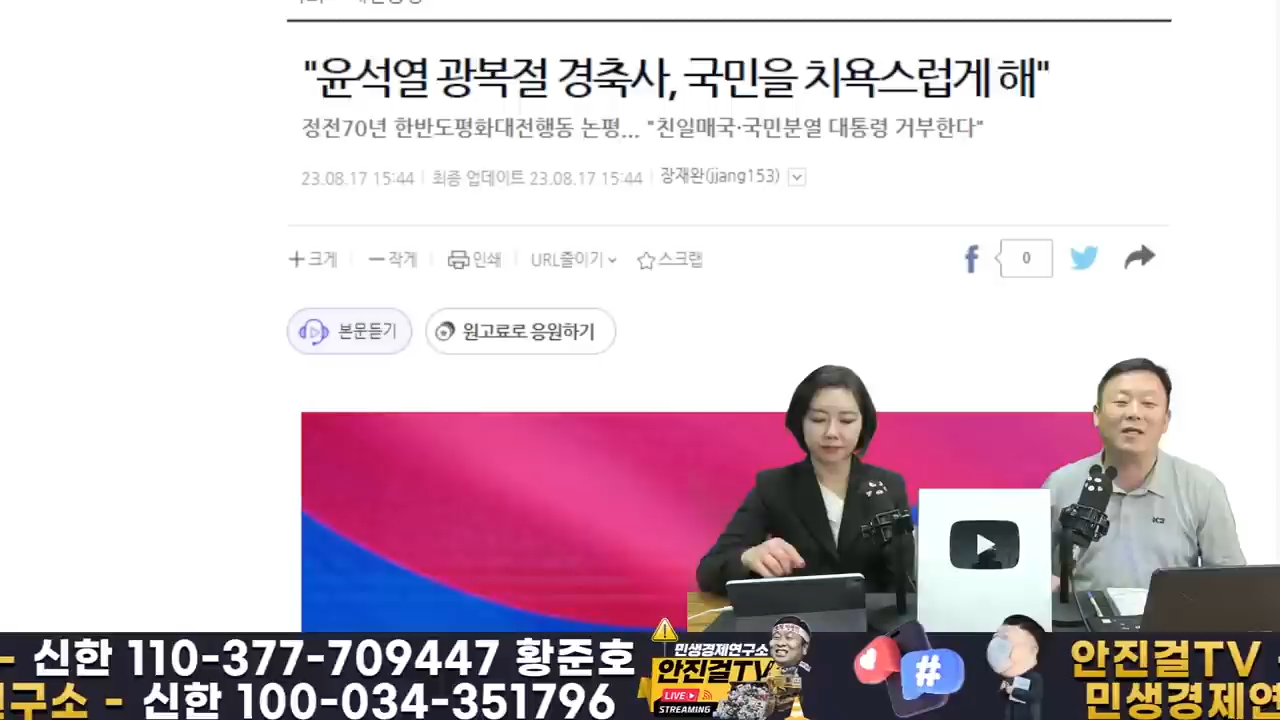 "윤석열 광복절 경축사, 국민을 치욕스럽게 해"
정전70년 한반도평화대전행동 논평... "친일매국·국민분열 대통령 거부한다"
23.08.17 15:44 | 최종 업데이트 23.08.17 15:44 | 장재완(jjang153)
+ 크게 | — 작게 | 인쇄 | URL줄이기 ☆스크랩
f 0
본문듣기 원고료로 응원하기
K2
- 신한 110-377-709447 황준호
연구소 - 신한 100-034-351796
민생경제연구소
안진걸TV
LIVE
STREAMING
#
안진걸TV -
민생경제연